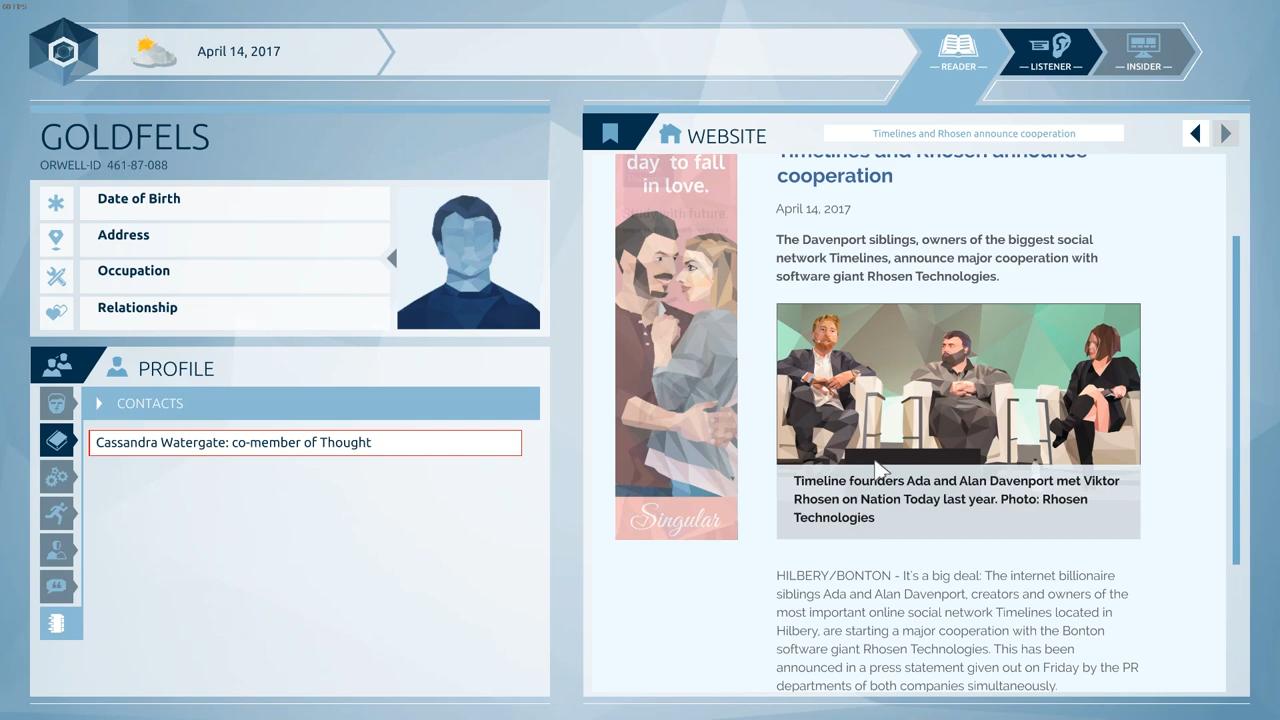 60 FPS
April 14, 2017
READER
LISTENER
INSIDER
GOLDFELS
ORWELL-ID 461-87-088
Date of Birth
Address
Occupation
Relationship
PROFILE
CONTACTS
Cassandra Watergate: co-member of Thought
WEBSITE
Timelines and Rhosen announce cooperation
day to fall
in love.
Singular
Timelines and Rhosen announce
cooperation
April 14, 2017
The Davenport siblings, owners of the biggest social
network Timelines, announce major cooperation with
software giant Rhosen Technologies.
Timeline founders Ada and Alan Davenport met Viktor
Rhosen on Nation Today last year. Photo: Rhosen
Technologies
HILBERY/BONTON - It's a big deal: The internet billionaire
siblings Ada and Alan Davenport, creators and owners of the
most important online social network Timelines located in
Hilbery, are starting a major cooperation with the Bonton
software giant Rhosen Technologies. This has been
announced in a press statement given out on Friday by the PR
departments of both companies simultaneously.